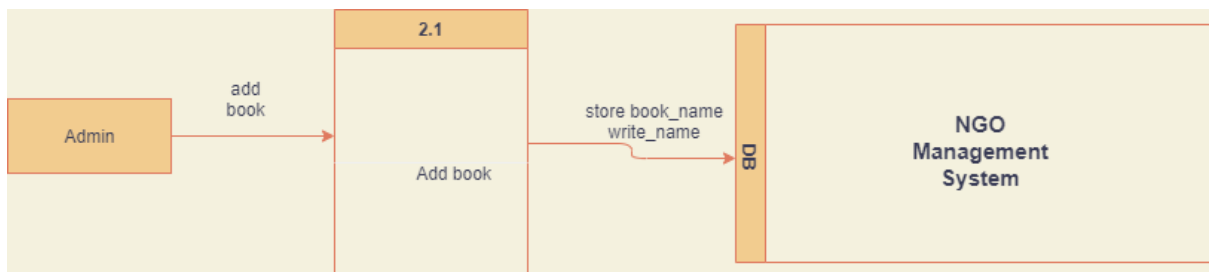 2.1
Admin
add
book
Add book
store book_name
write_name
DB
NGO
Management
System